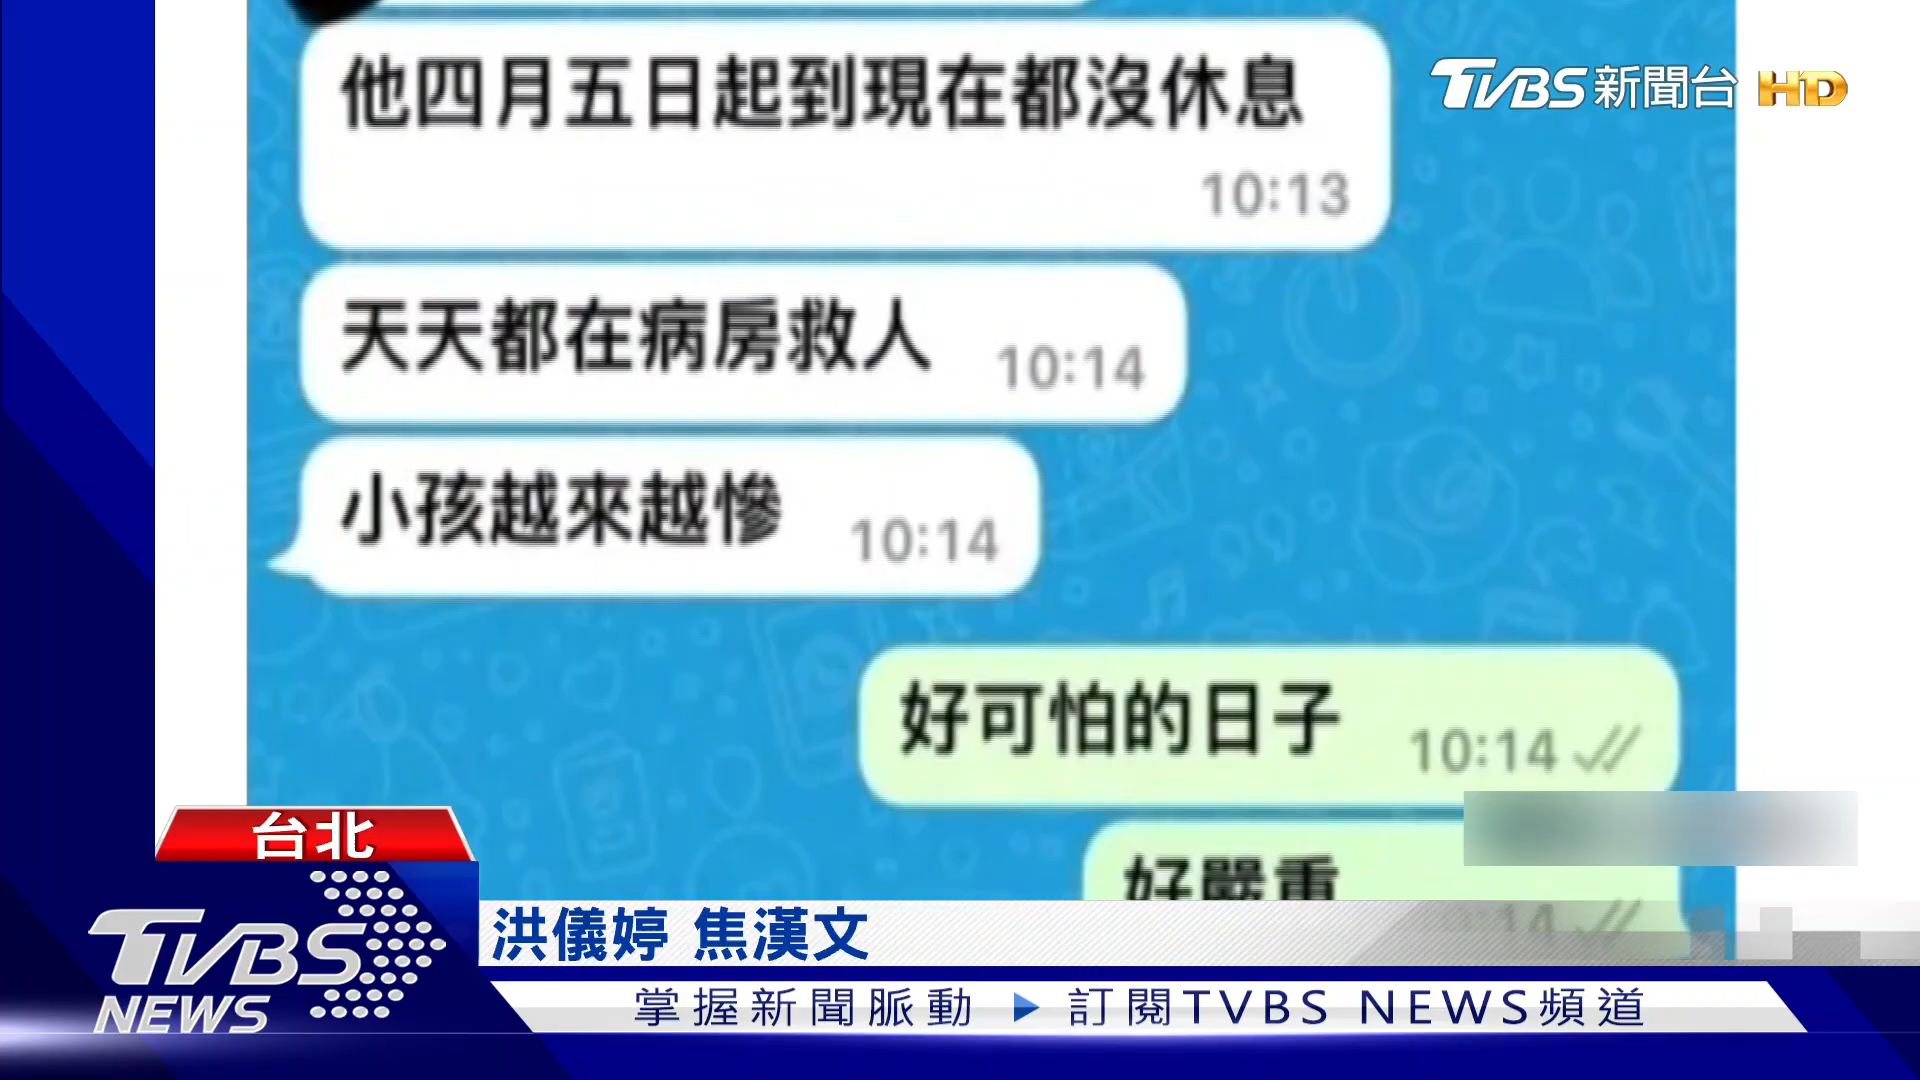 他四月五日起到現在都沒休息
10:13
TVBS新聞台 HD
天天都在病房救人 10:14
小孩越來越慘 10:14
好可怕的日子 10:14
好嚴重
14
台北
TVBS
NEWS
洪儀婷 焦漢文
掌握新聞脈動 ▶ 訂閱TVBS NEWS頻道